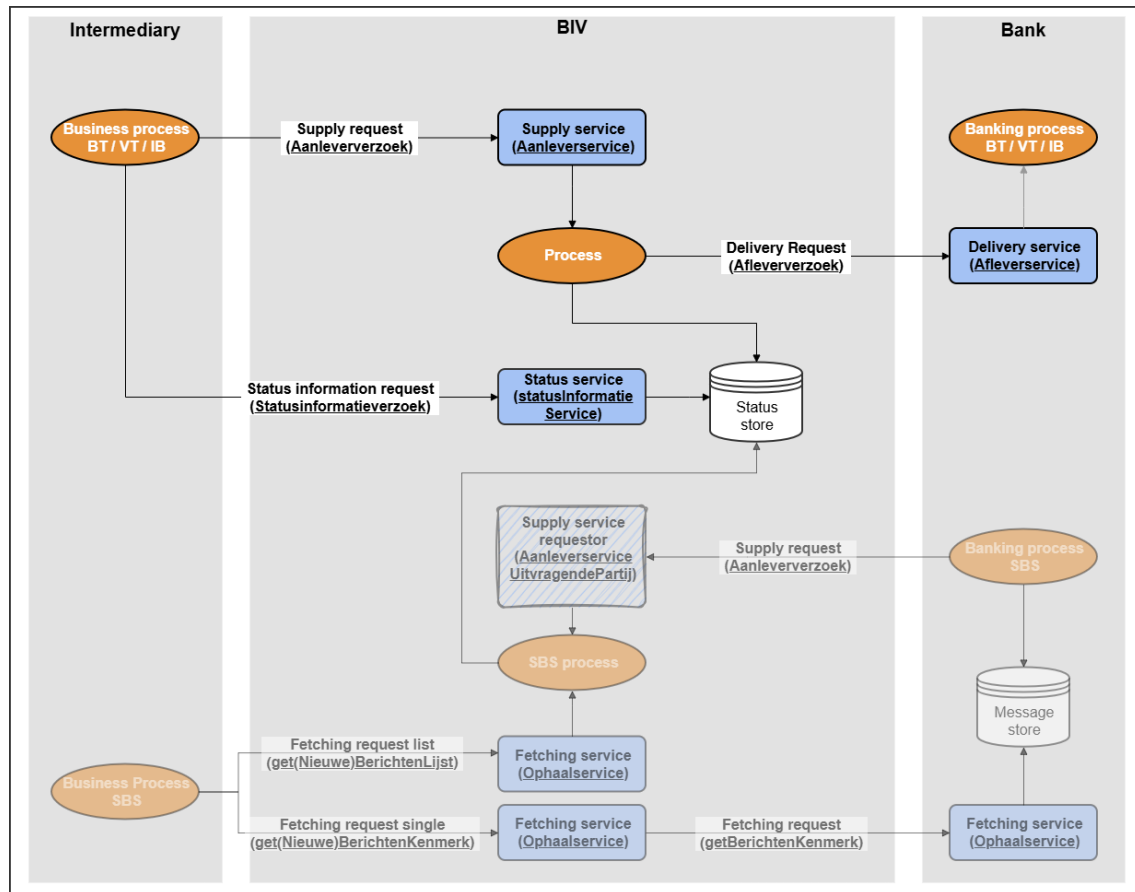 Intermediary
BIV
Bank
Business process
BT / VT / IB
Supply request
(Aanleververzoek)
Supply service
(Aanleverservice)
Banking process
BT / VT / IB
Process
Delivery Request
(Afleververzoek)
Delivery service
(Afleverservice)
Status information request
(Statusinformatieverzoek)
Status service
(statusInformatie
Service)
Status
store
Supply service
requestor
(Aanleverservice
UitvragendePartij)
Supply request
(Aanleververzoek)
Banking process
SBS
SBS process
Message
store
Fetching request list
(get(Nieuwe)BerichtenLijst)
Fetching service
(Ophaalservice)
Business Process
SBS
Fetching request single
(get(Nieuwe)BerichtenKenmerk)
Fetching service
(Ophaalservice)
Fetching request
(getBerichtenKenmerk)
Fetching service
(Ophaalservice)